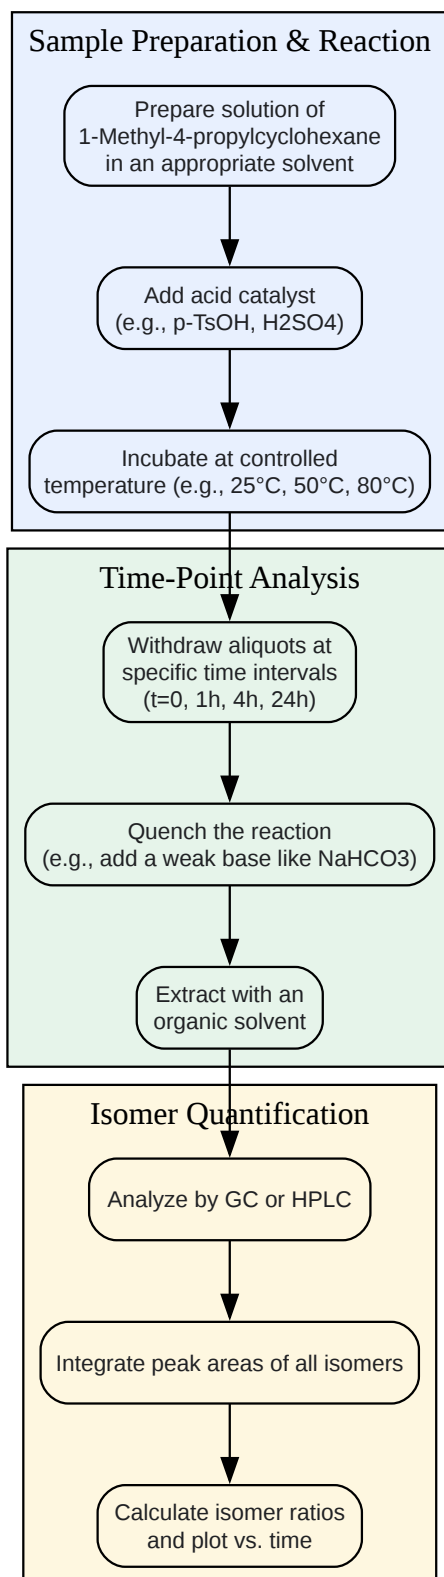 Sample Preparation & Reaction
Prepare solution of
1-Methyl-4-propylcyclohexane
in an appropriate solvent
Add acid catalyst
(e.g., p-TsOH, H2SO4)
Incubate at controlled
temperature (e.g., 25°C, 50°C, 80°C)
Time-Point Analysis
Withdraw aliquots at
specific time intervals
(t=0, 1h, 4h, 24h)
Quench the reaction
(e.g., add a weak base like NaHCO3)
Extract with an
organic solvent
Isomer Quantification
Analyze by GC or HPLC
Integrate peak areas of all isomers
Calculate isomer ratios
and plot vs. time